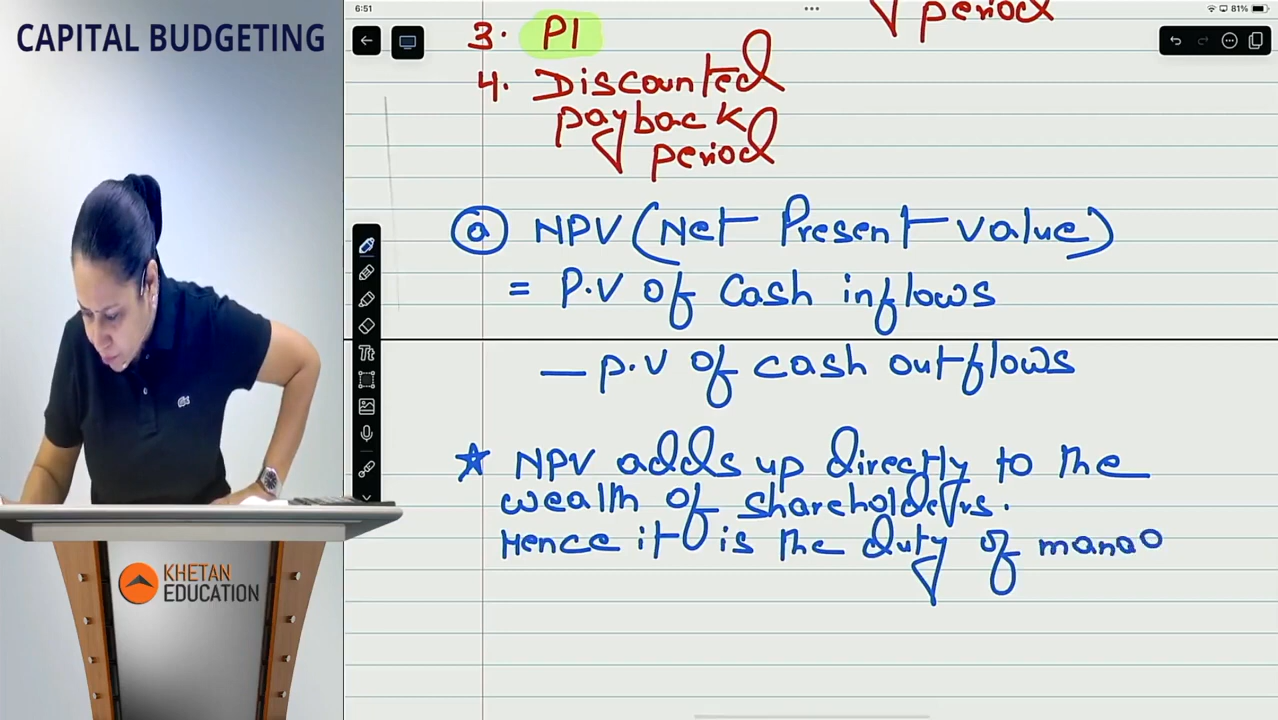 CAPITAL BUDGETING
6:51
81%
period
3. PI
4. Discounted
payback
period
a NPV (Net Present Value)
= P.V of Cash inflows
— P.V of cash outflows
★ NPV adds up directly to the
wealth of shareholders.
Hence it is the duty of
Tt
KHETAN
EDUCATION